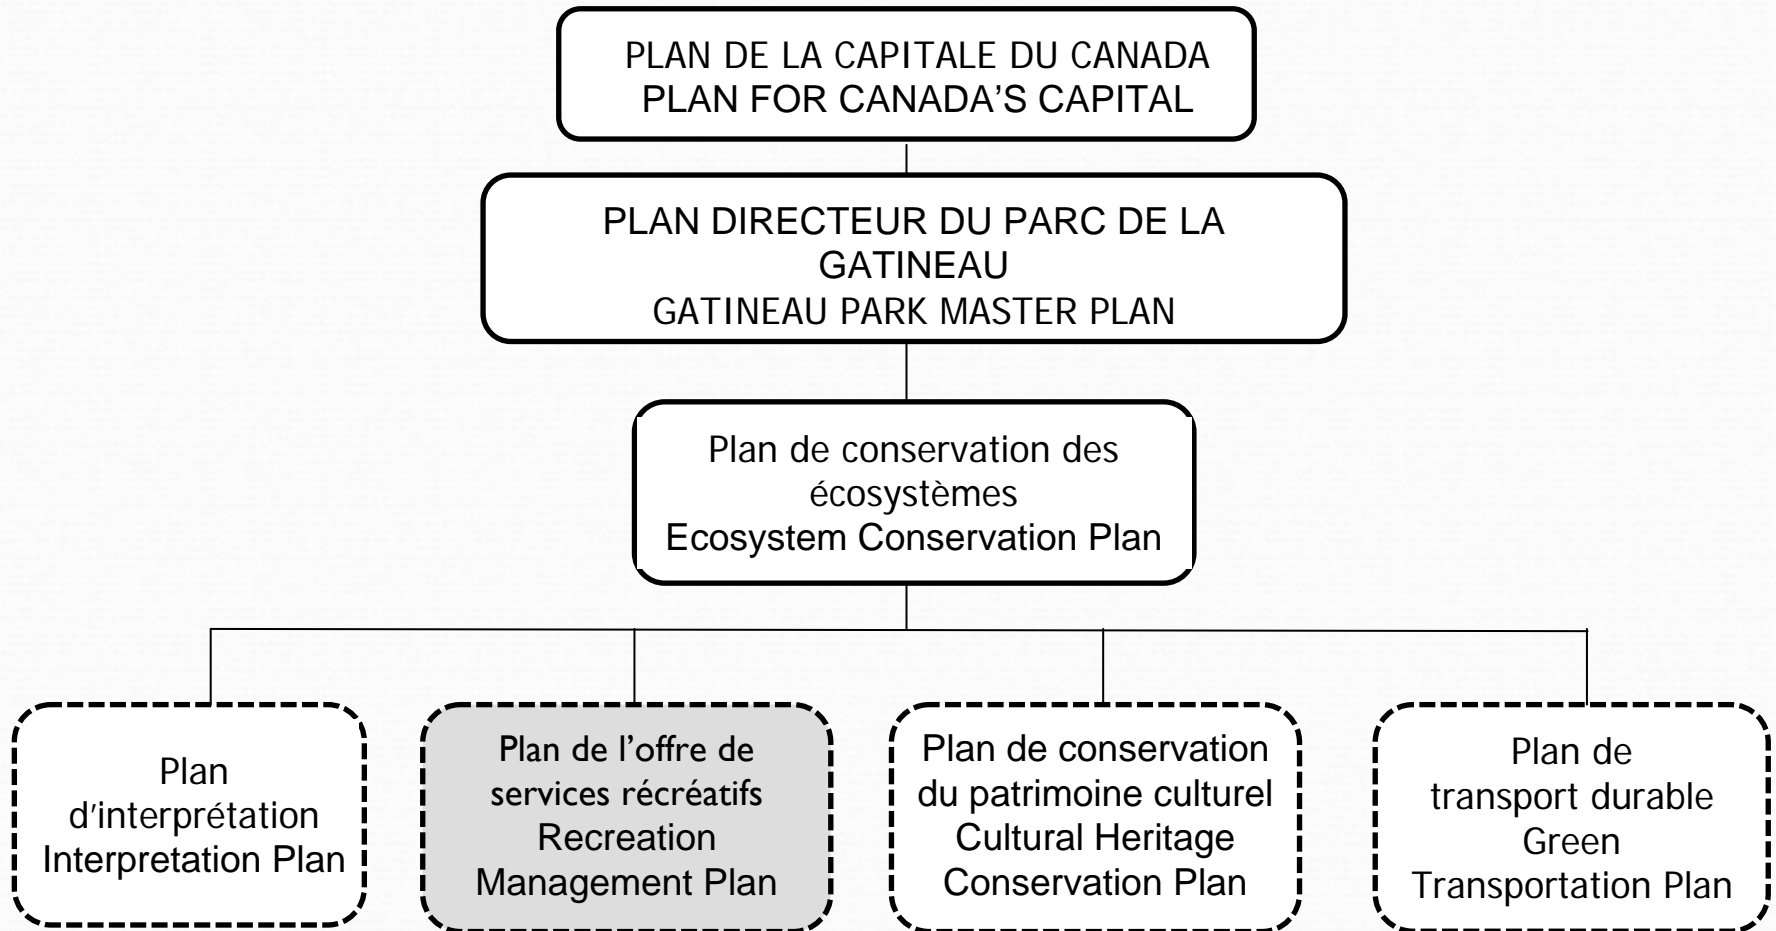 PLAN DE LA CAPITALE DU CANADA
PLAN FOR CANADA'S CAPITAL
PLAN DIRECTEUR DU PARC DE LA
GATINEAU
GATINEAU PARK MASTER PLAN
Plan de conservation des
écosystèmes
Ecosystem Conservation Plan
Plan
d'interprétation
Interpretation Plan
Plan de l'offre de
services récréatifs
Recreation
Management Plan
Plan de conservation
du patrimoine culturel
Cultural Heritage
Conservation Plan
Plan de
transport durable
Green
Transportation Plan